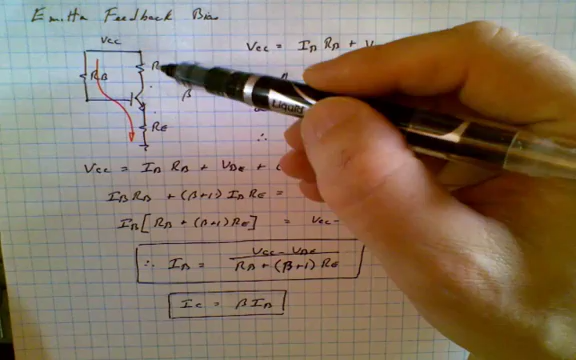 Emitter Feedback Bias
VCC
VCC = IB RB + V
RB
R
β
RE
LIQUI
∴
VCC = IB RB + VBE + (
IB RB + (β+1) IB RE =
IB [ RB + (β+1) RE ] = VCC -
∴ IB = VCC - VBE
RB + (β+1) RE
IC = β IB